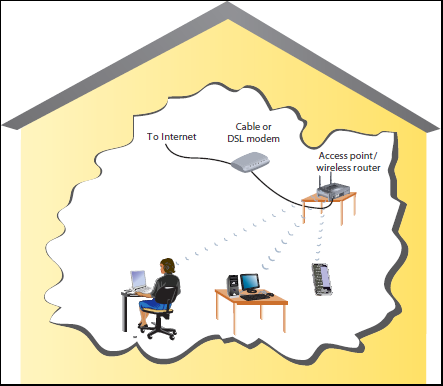 To Internet
Cable or
DSL modem
Access point/
wireless router